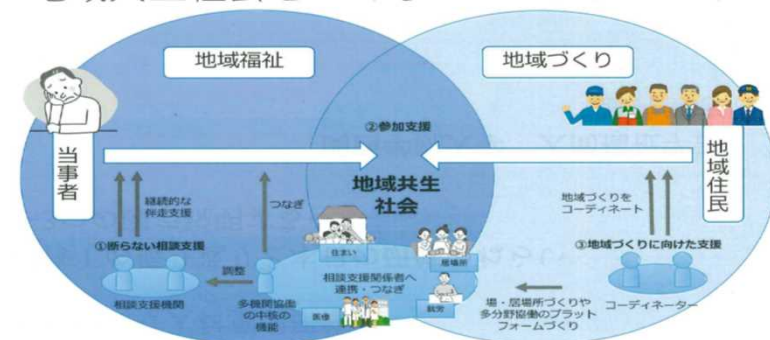 地域福祉
地域づくり
②参加支援
当事者
地域住民
地域共生
社会
継続的な
伴走支援
つなぎ
地域づくりを
コーディネート
①断らない相談支援
③地域づくりに向けた支援
住まい
居場所
調整
相談支援関係者へ
連携・つなぎ
相談支援機関
多機関協働
の中核の
機能
医療
就労
場・居場所づくりや
多分野協働のプラット
フォームづくり
コーディネーター